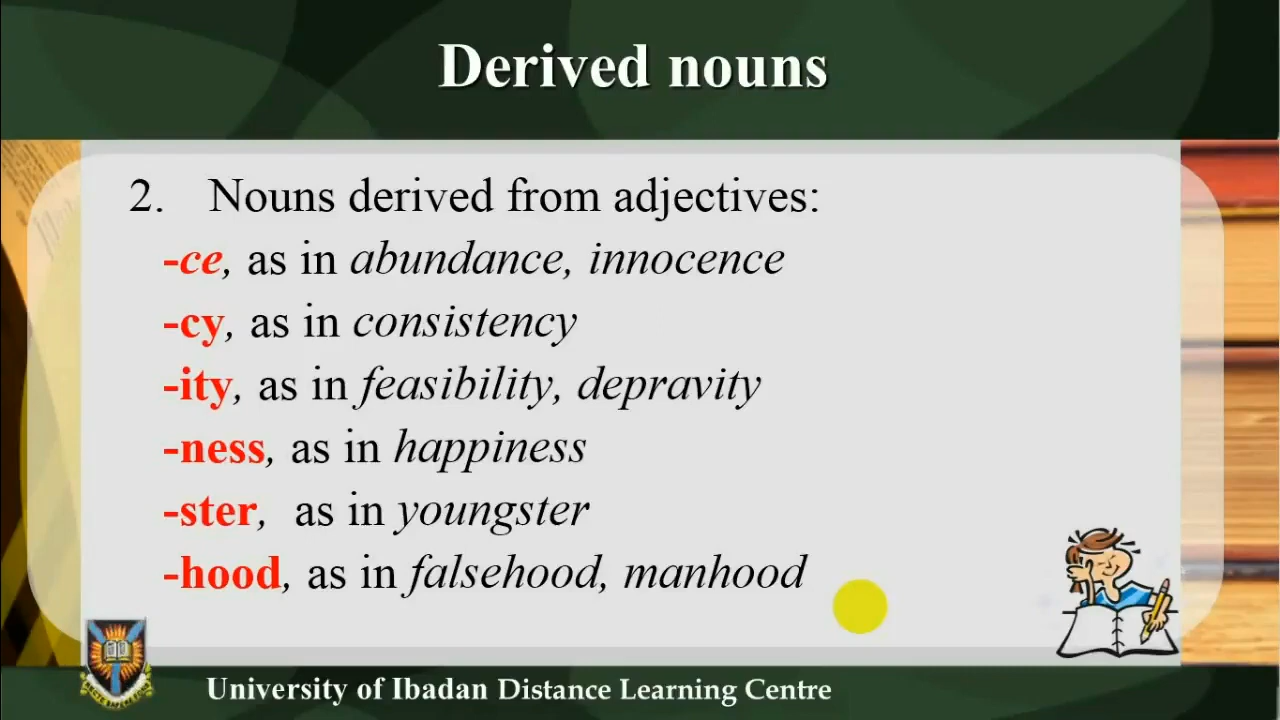 Derived nouns
2. Nouns derived from adjectives:
-ce, as in abundance, innocence
-cy, as in consistency
-ity, as in feasibility, depravity
-ness, as in happiness
-ster, as in youngster
-hood, as in falsehood, manhood
University of Ibadan Distance Learning Centre